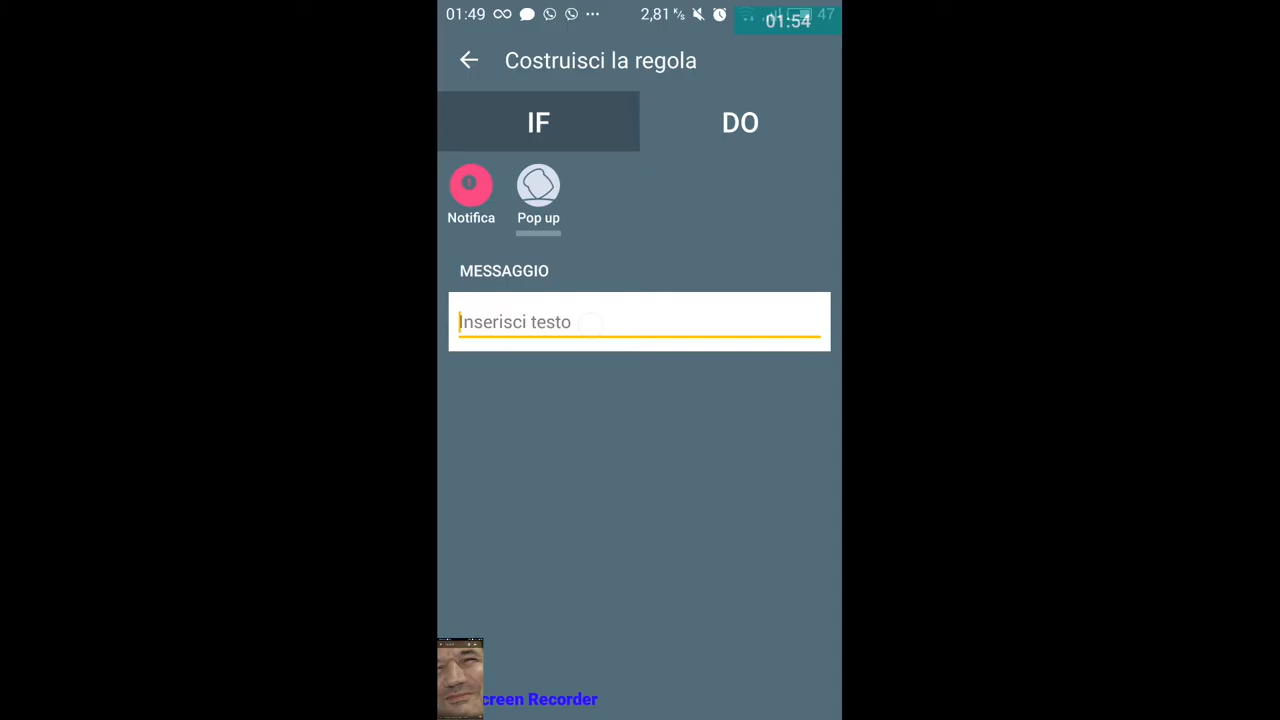 01:49 2,81 K/s 47
01:54
Costruisci la regola
IF DO
Notifica Pop up
MESSAGGIO
Inserisci testo
creen Recorder